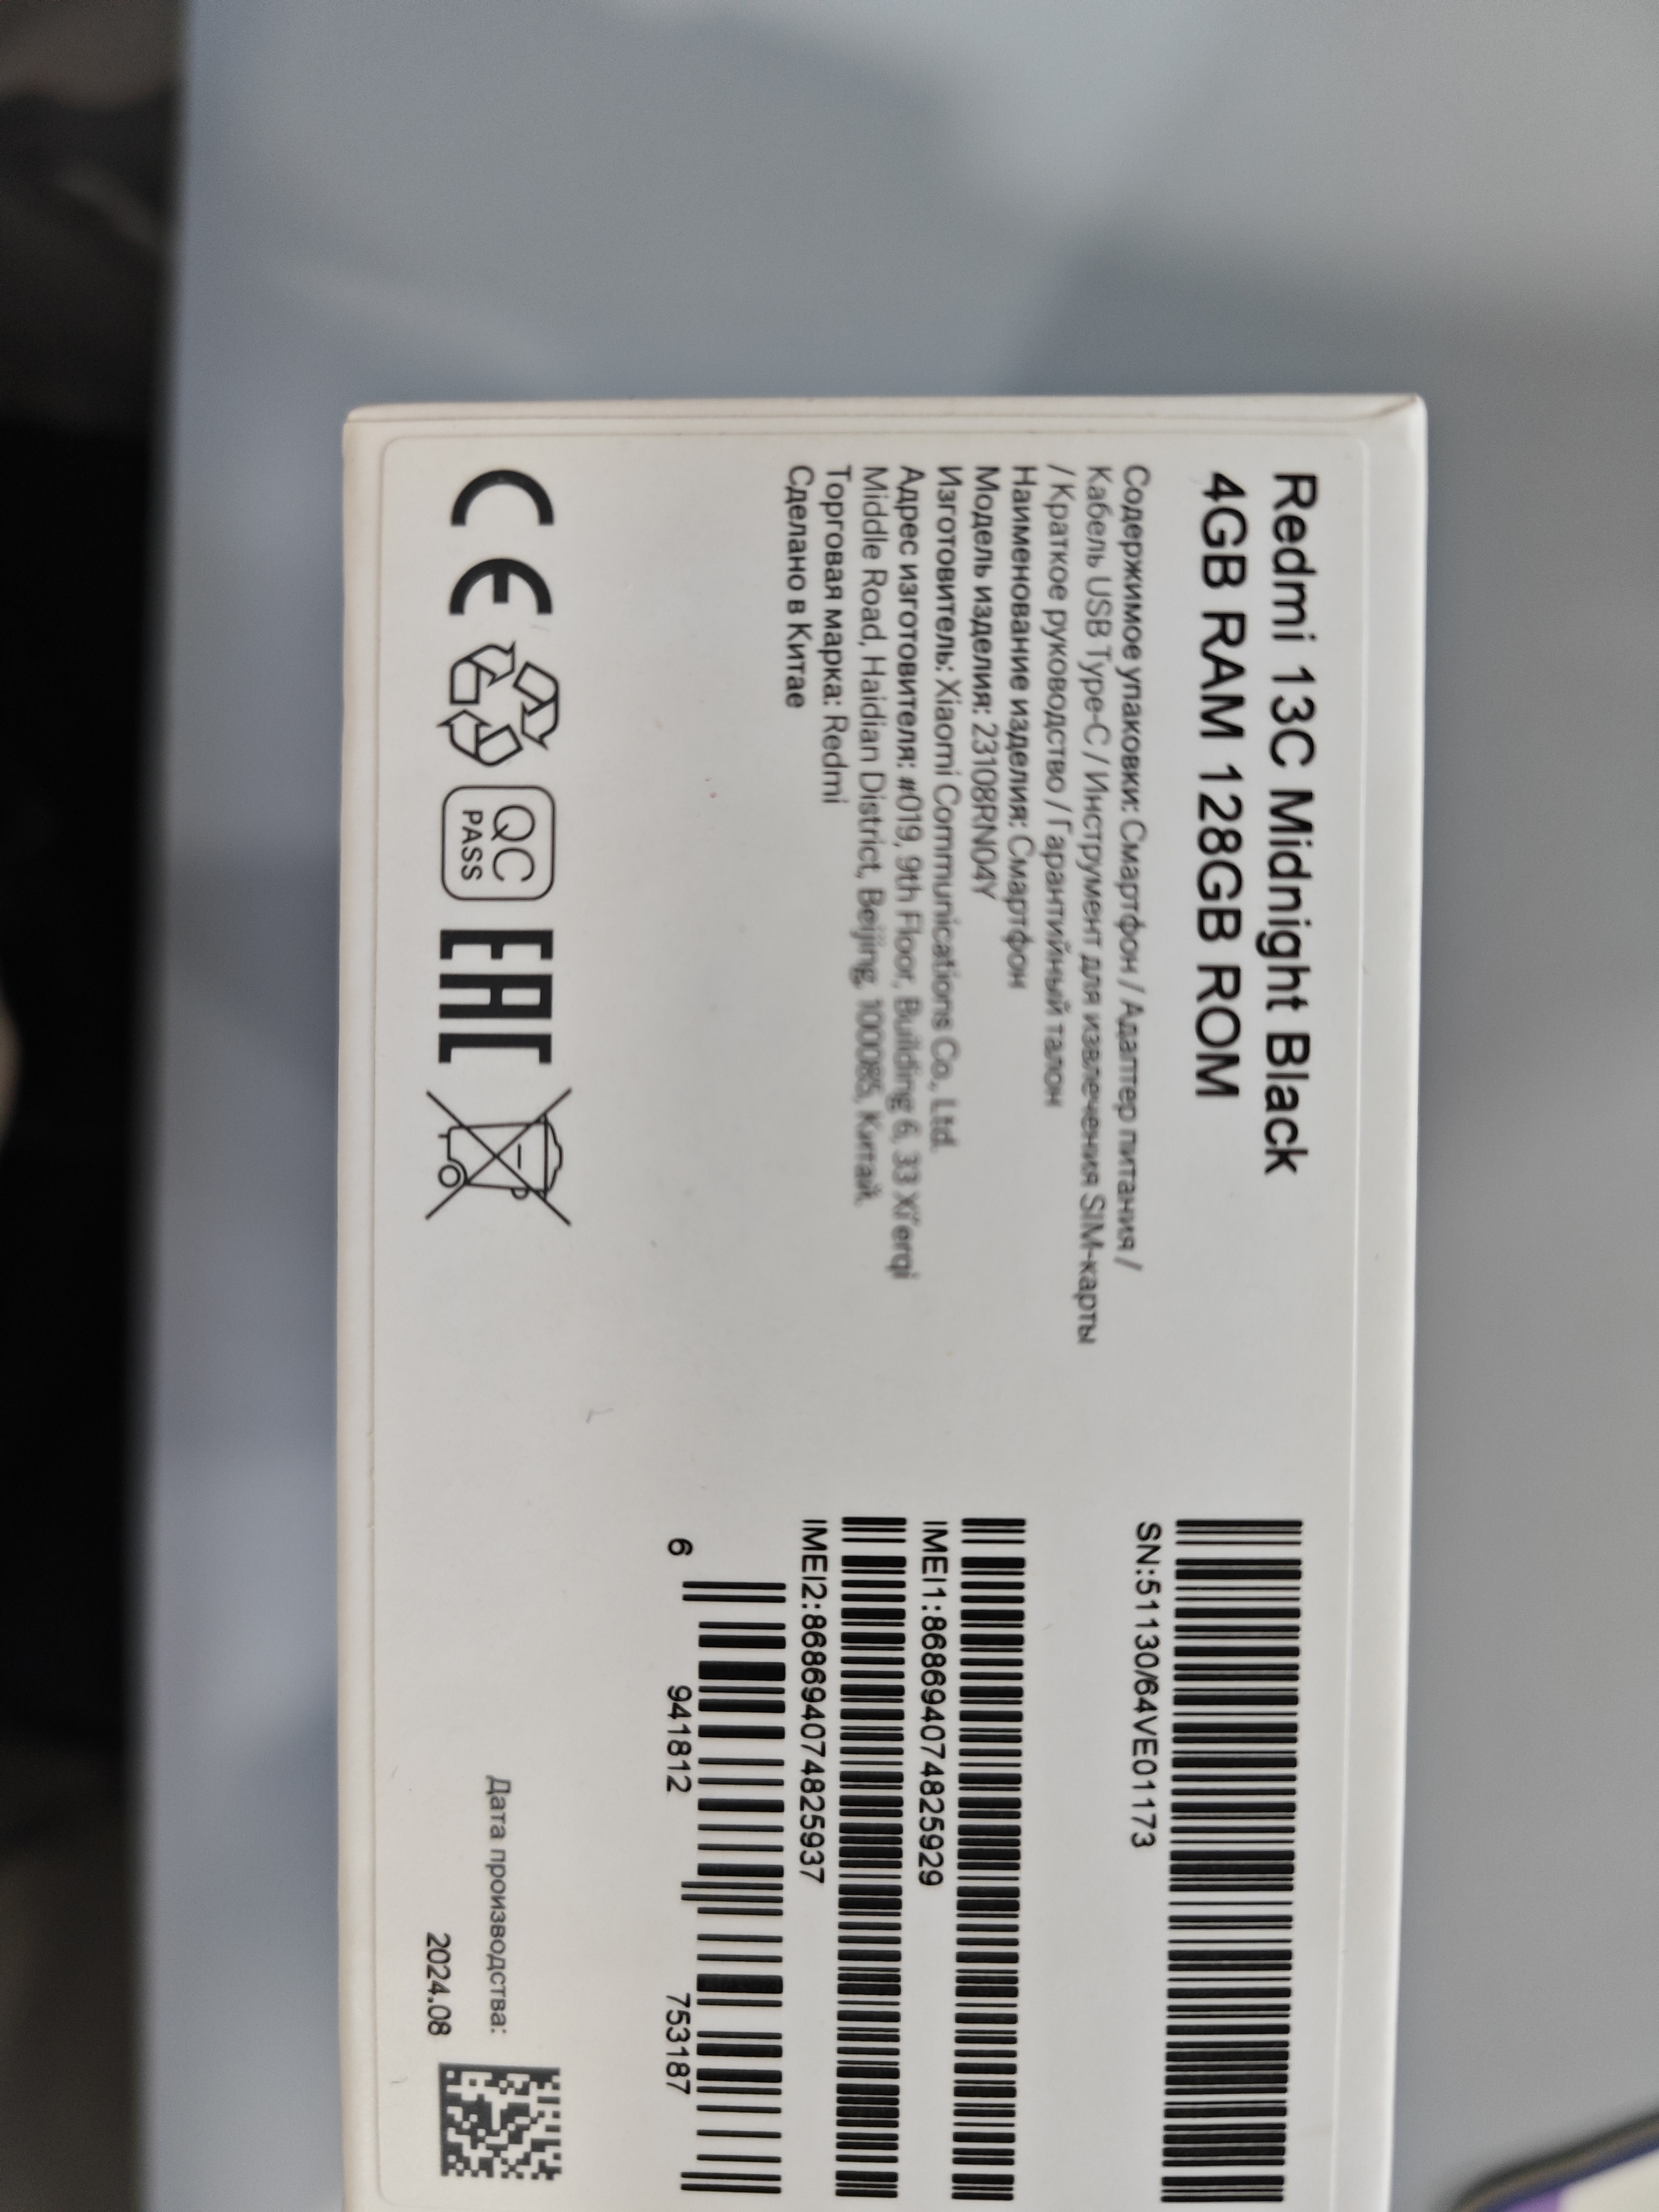 Redmi 13C Midnight Black
4GB RAM 128GB ROM
Содержимое упаковки: Смартфон / Адаптер питания /
Кабель USB Type-C / Инструмент для извлечения SIM-карты
/ Краткое руководство / Гарантийный талон
Наименование изделия: Смартфон
Модель изделия: 23108RN04Y
Изготовитель: Xiaomi Communications Co., Ltd.
Адрес изготовителя: #019, 9th Floor, Building 6, 33 Xi'erqi
Middle Road, Haidian District, Beijing, 100085, Китай.
Торговая марка: Redmi
Сделано в Китае
CE
QC
PASS
EAC
SN:51130/64VE01173
IMEI1:868694074825929
IMEI2:868694074825937
6 941812 753187
Дата производства:
2024.08